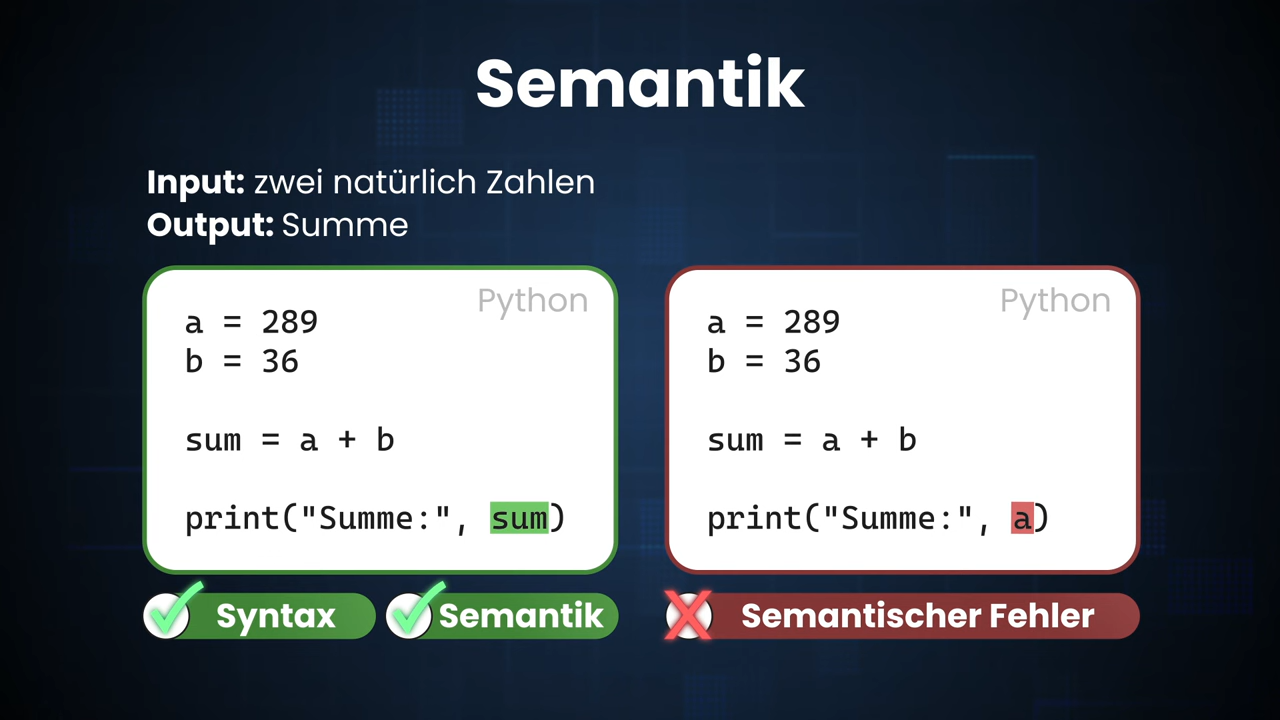 Semantik
Input: zwei natürlich Zahlen
Output: Summe
Python
a = 289
b = 36
sum = a + b
print("Summe:", sum)
Python
a = 289
b = 36
sum = a + b
print("Summe:", a)
Syntax
Semantik
Semantischer Fehler